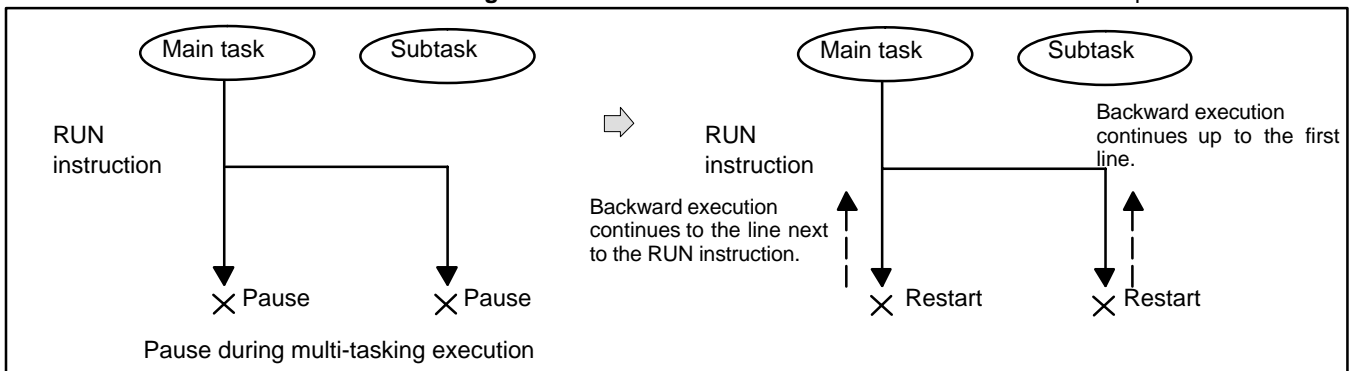 Main task
Subtask
RUN
instruction
Pause
Pause
Pause during multi-tasking execution
Main task
Subtask
RUN
instruction
Backward execution
continues up to the first
line.
Backward execution
continues to the line next
to the RUN instruction.
Restart
Restart